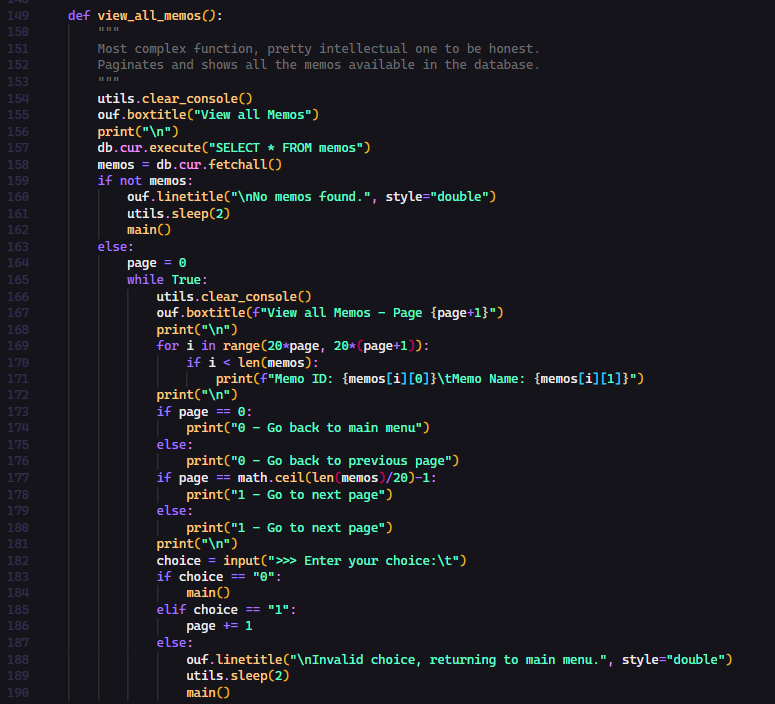 149 def view_all_memos():
150 """
151 Most complex function, pretty intellectual one to be honest.
152 Paginates and shows all the memos available in the database.
153 """
154 utils.clear_console()
155 ouf.boxtitle("View all Memos")
156 print("\n")
157 db.cur.execute("SELECT * FROM memos")
158 memos = db.cur.fetchall()
159 if not memos:
160 ouf.linetitle("\nNo memos found.", style="double")
161 utils.sleep(2)
162 main()
163 else:
164 page = 0
165 while True:
166 utils.clear_console()
167 ouf.boxtitle(f"View all Memos - Page {page+1}")
168 print("\n")
169 for i in range(20*page, 20*(page+1)):
170 if i < len(memos):
171 print(f"Memo ID: {memos[i][0]}\tMemo Name: {memos[i][1]}")
172 print("\n")
173 if page == 0:
174 print("0 - Go back to main menu")
175 else:
176 print("0 - Go back to previous page")
177 if page == math.ceil(len(memos)/20)-1:
178 print("1 - Go to next page")
179 else:
180 print("1 - Go to next page")
181 print("\n")
182 choice = input(">>> Enter your choice:\t")
183 if choice == "0":
184 main()
185 elif choice == "1":
186 page += 1
187 else:
188 ouf.linetitle("\nInvalid choice, returning to main menu.", style="double")
189 utils.sleep(2)
190 main()